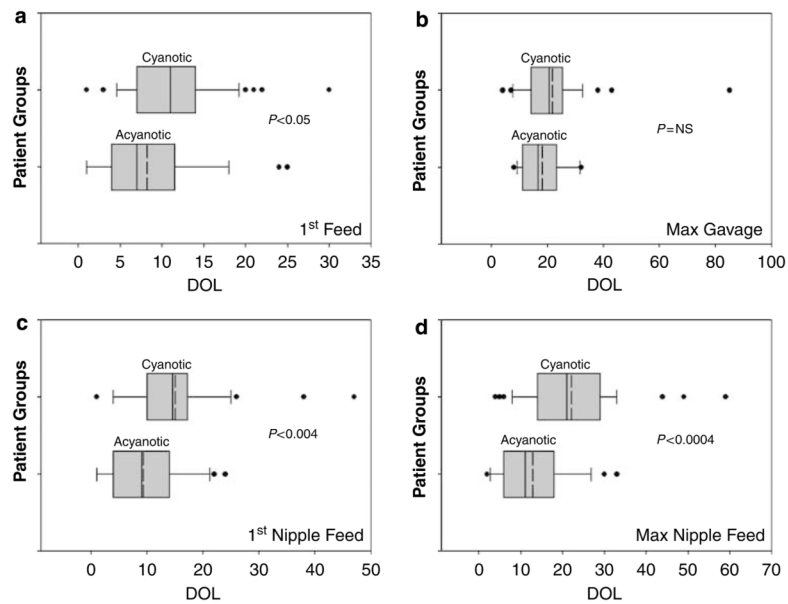 a
Patient Groups
Cyanotic
P<0.05
Acyanotic
1st Feed
0 5 10 15 20 25 30 35
DOL
b
Patient Groups
Cyanotic
P=NS
Acyanotic
Max Gavage
0 20 40 60 80 100
DOL
c
Patient Groups
Cyanotic
P<0.004
Acyanotic
1st Nipple Feed
0 10 20 30 40 50
DOL
d
Patient Groups
Cyanotic
P<0.0004
Acyanotic
Max Nipple Feed
0 10 20 30 40 50 60 70
DOL